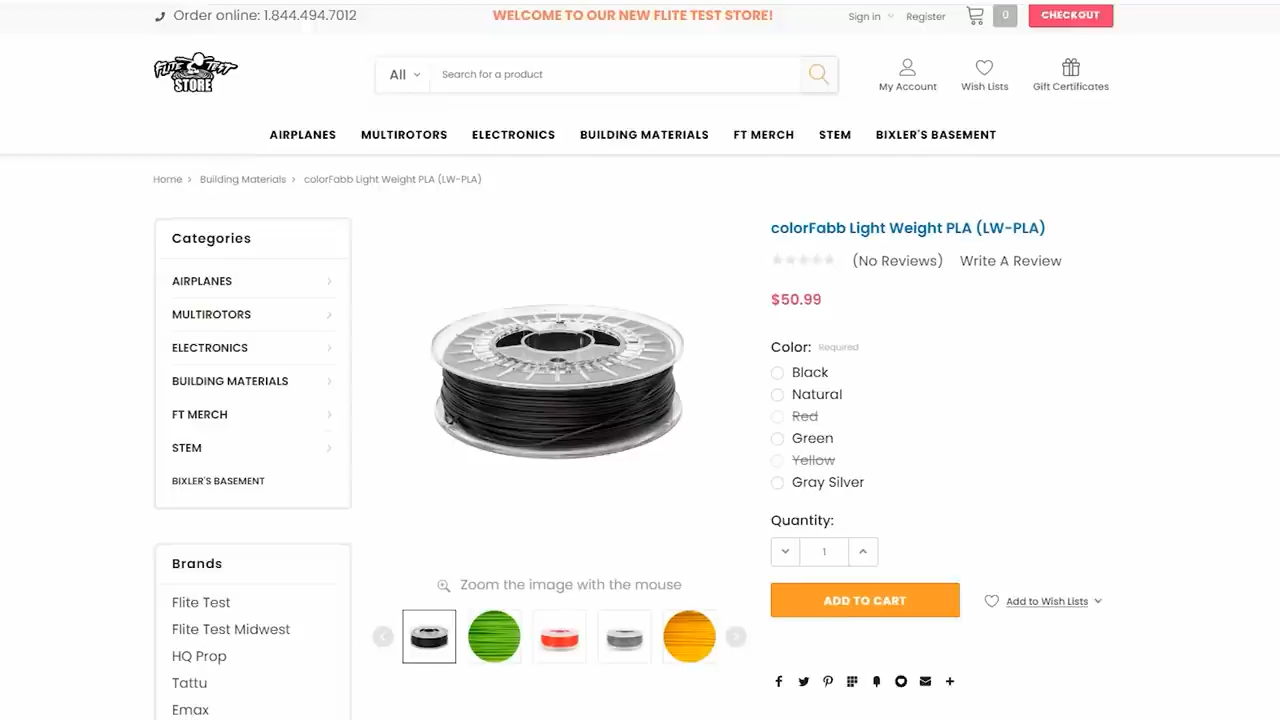 Order online: 1.844.494.7012
WELCOME TO OUR NEW FLITE TEST STORE!
Sign in
Register
0
CHECKOUT
FLITE TEST
STORE
All
Search for a product
My Account
Wish Lists
Gift Certificates
AIRPLANES
MULTIROTORS
ELECTRONICS
BUILDING MATERIALS
FT MERCH
STEM
BIXLER'S BASEMENT
Home > Building Materials > colorFabb Light Weight PLA (LW-PLA)
Categories
AIRPLANES
MULTIROTORS
ELECTRONICS
BUILDING MATERIALS
FT MERCH
STEM
BIXLER'S BASEMENT
Brands
Flite Test
Flite Test Midwest
HQ Prop
Tattu
Emax
Zoom the image with the mouse
colorFabb Light Weight PLA (LW-PLA)
(No Reviews) Write A Review
$50.99
Color: Required
Black
Natural
Red
Green
Yellow
Gray Silver
Quantity:
1
ADD TO CART
Add to Wish Lists